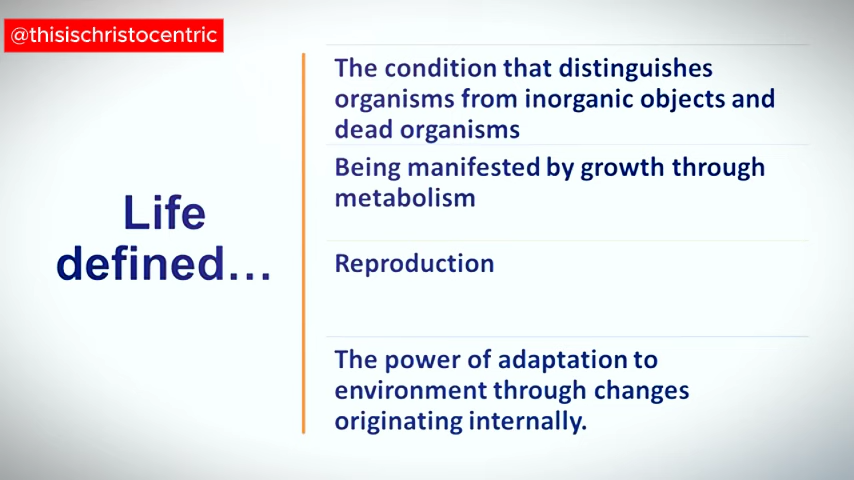 @thisischristocentric
Life
defined...
The condition that distinguishes
organisms from inorganic objects and
dead organisms
Being manifested by growth through
metabolism
Reproduction
The power of adaptation to
environment through changes
originating internally.